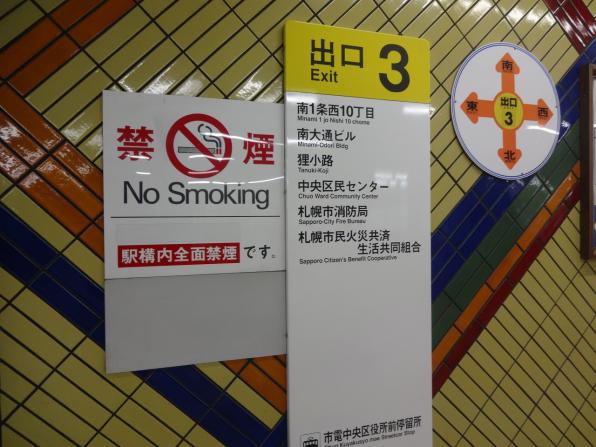 禁 煙
No Smoking
駅構内全面禁煙 です。
出口
Exit
3
南1条西10丁目
Minami 1 jo Nishi 10 chome
南大通ビル
Minami-Odori Bldg
狸小路
Tanuki-Koji
中央区民センター
Chuo Ward Community Center
札幌市消防局
Sapporo-City Fire Bureau
札幌市民火災共済
生活共同組合
Sapporo Citizen's Benefit Cooperative
市電中央区役所前停留所
Chuo Kuyakusyo mae Streetcar Stop
南
東
出口
3
西
北